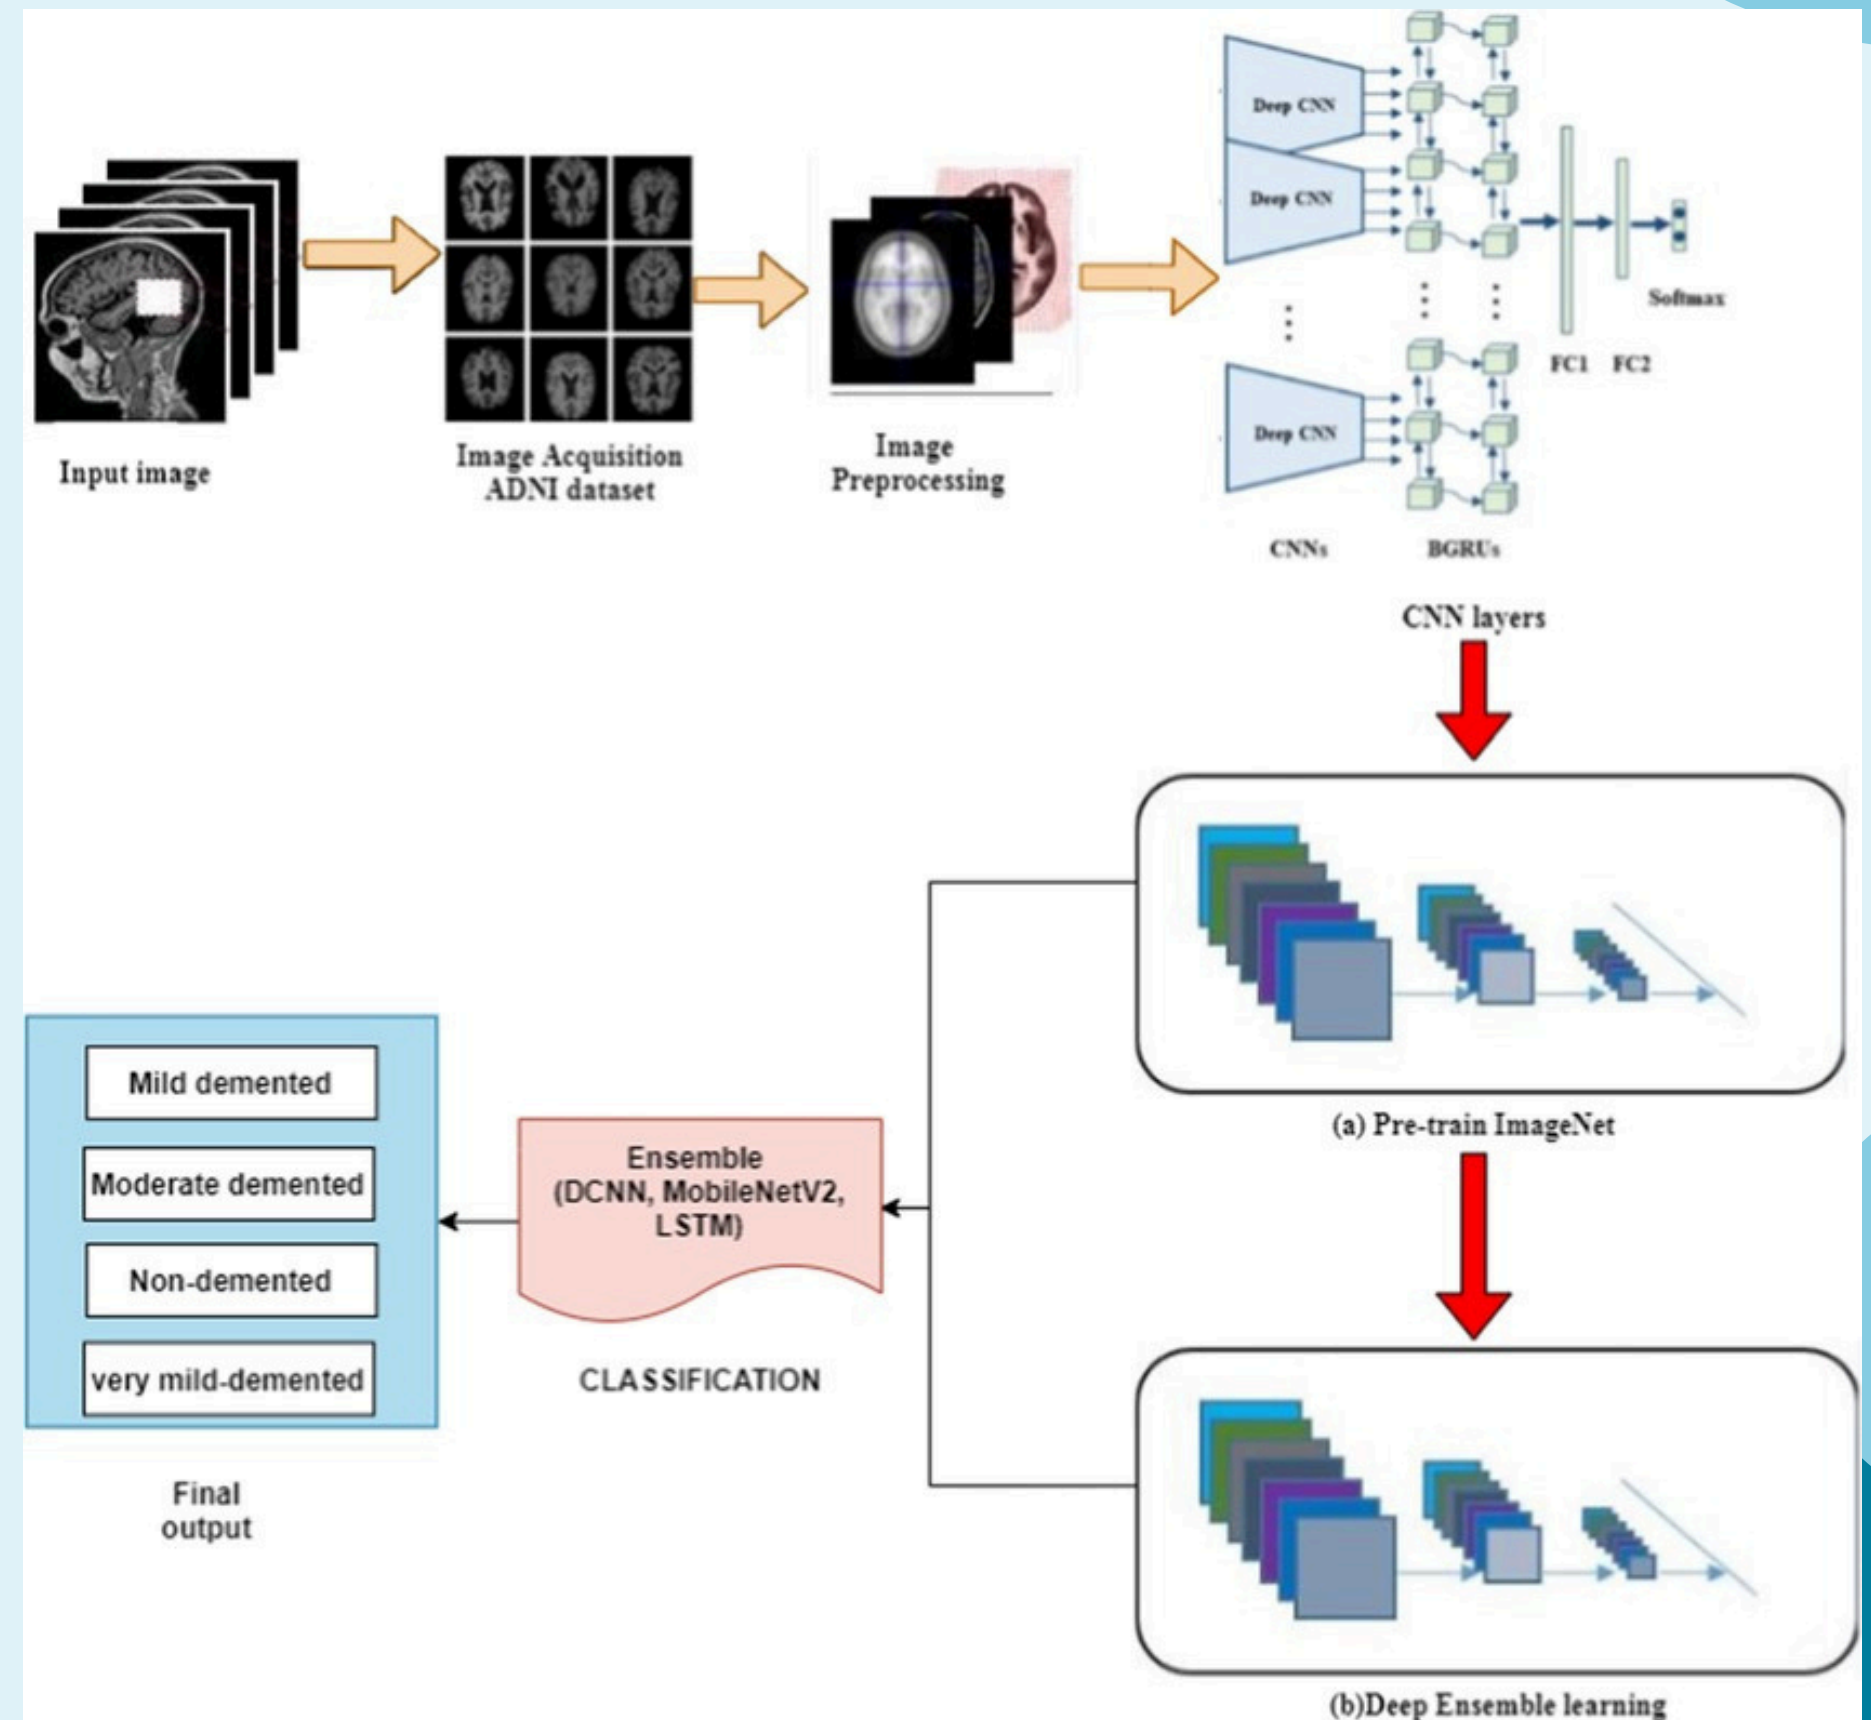 Deep CNN
Deep CNN
Deep CNN
Softmax
FC1 FC2
CNNs BGRUs
CNN layers
Input image
Image Acquisition
ADNI dataset
Image
Preprocessing
(a) Pre-train ImageNet
Mild demented
Moderate demented
Non-demented
very mild-demented
Final
output
Ensemble
(DCNN, MobileNetV2,
LSTM)
CLASSIFICATION
(b)Deep Ensemble learning